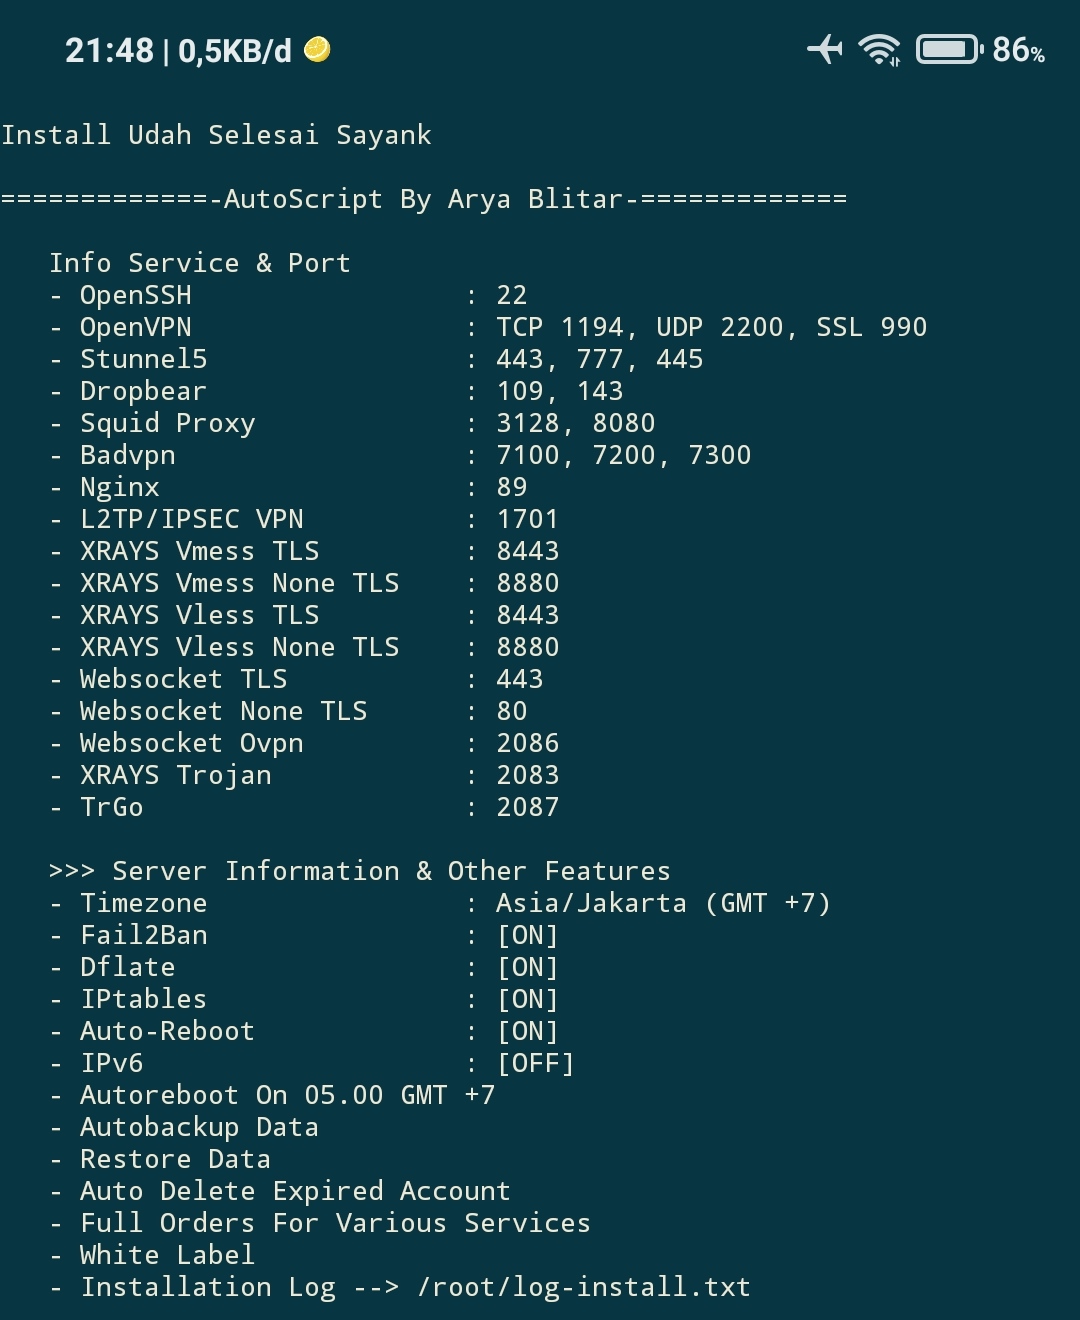 21:48 | 0,5KB/d
86%
Install Udah Selesai Sayank
=============-AutoScript By Arya Blitar-=============
Info Service & Port
- OpenSSH : 22
- OpenVPN : TCP 1194, UDP 2200, SSL 990
- Stunnel5 : 443, 777, 445
- Dropbear : 109, 143
- Squid Proxy : 3128, 8080
- Badvpn : 7100, 7200, 7300
- Nginx : 89
- L2TP/IPSEC VPN : 1701
- XRAYS Vmess TLS : 8443
- XRAYS Vmess None TLS : 8880
- XRAYS Vless TLS : 8443
- XRAYS Vless None TLS : 8880
- Websocket TLS : 443
- Websocket None TLS : 80
- Websocket Ovpn : 2086
- XRAYS Trojan : 2083
- TrGo : 2087
>>> Server Information & Other Features
- Timezone : Asia/Jakarta (GMT +7)
- Fail2Ban : [ON]
- Dflate : [ON]
- IPtables : [ON]
- Auto-Reboot : [ON]
- IPv6 : [OFF]
- Autoreboot On 05.00 GMT +7
- Autobackup Data
- Restore Data
- Auto Delete Expired Account
- Full Orders For Various Services
- White Label
- Installation Log --> /root/log-install.txt